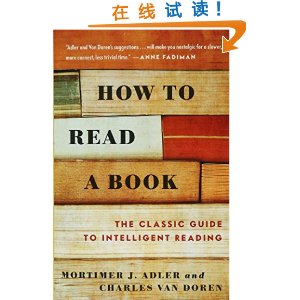 在线试读！
"Adler and Van Doren's suggestions . . . will make you nostalgic for a slower,
more earnest, less trivial time." —ANNE FADIMAN
HOW TO
READ
A BOOK
THE CLASSIC GUIDE
TO INTELLIGENT READING
MORTIMER J. ADLER and
CHARLES VAN DOREN